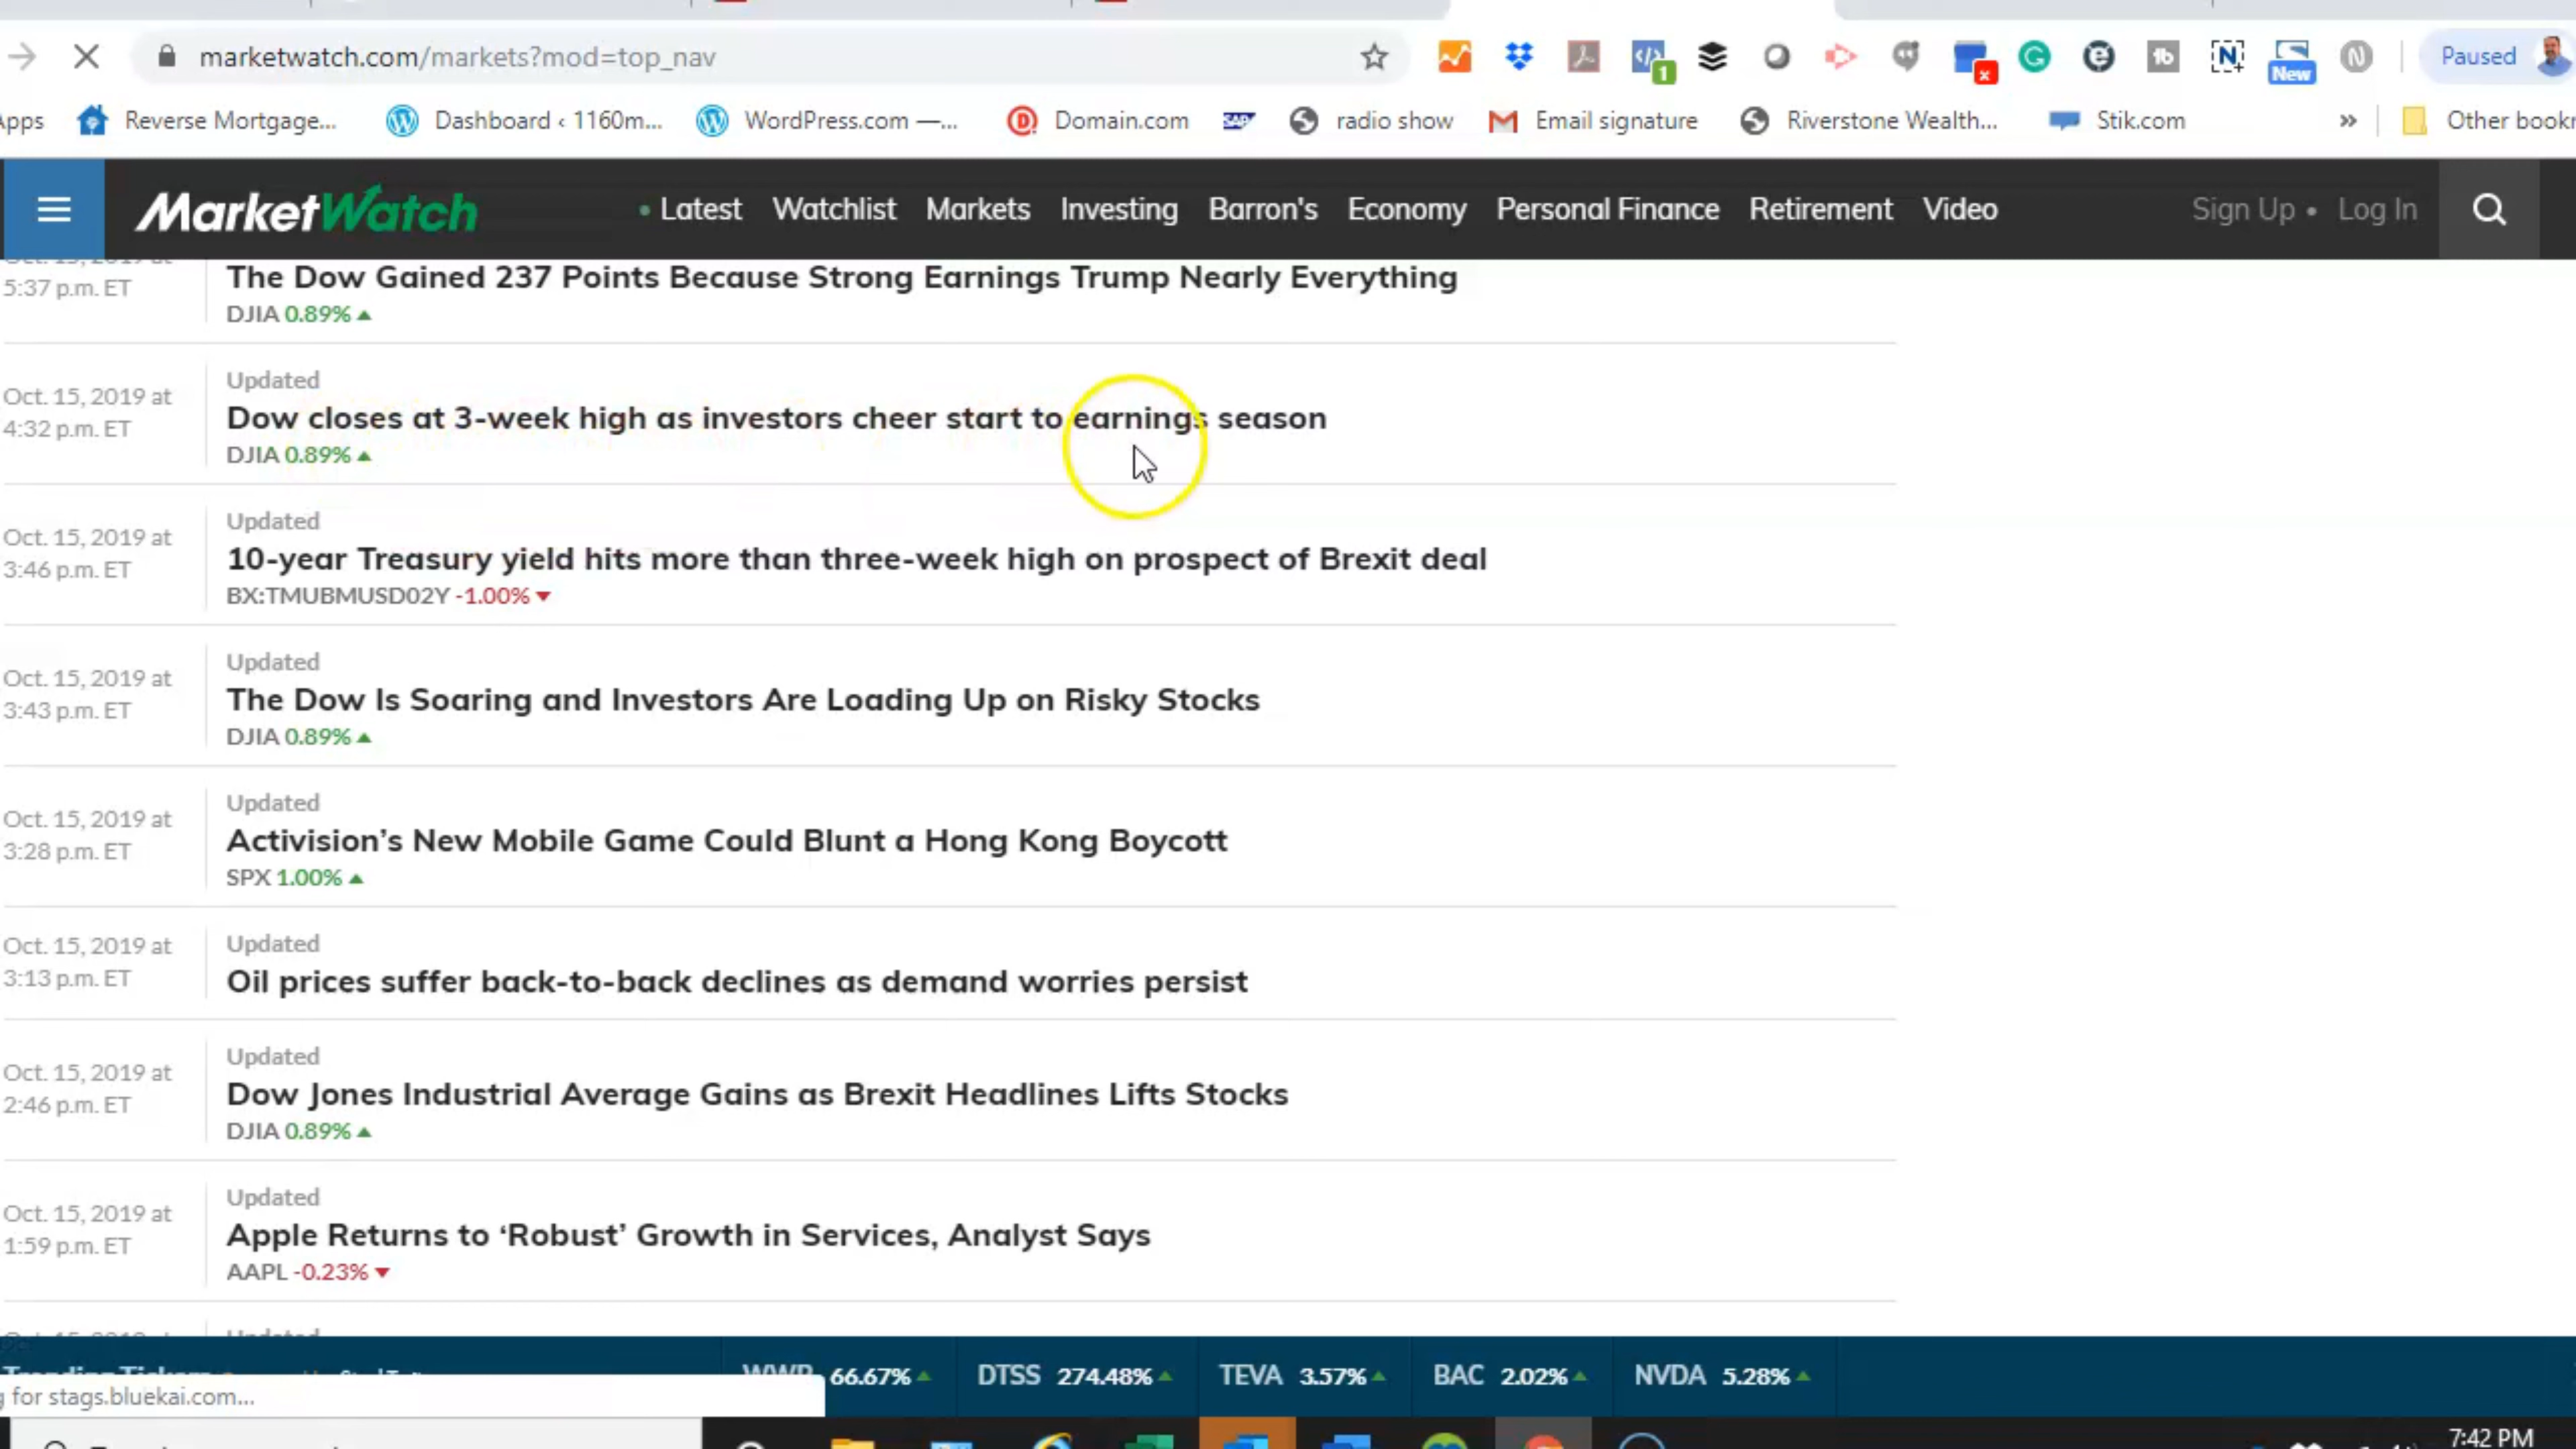 marketwatch.com/markets?mod=top_nav
1
New
Paused
Apps
Reverse Mortgage...
Dashboard ‹ 1160m...
WordPress.com —...
Domain.com
SAP
radio show
Email signature
Riverstone Wealth...
Stik.com
»
Other bookr
MarketWatch
• Latest Watchlist Markets Investing Barron's Economy Personal Finance Retirement Video
Sign Up • Log In
5:37 p.m. ET
The Dow Gained 237 Points Because Strong Earnings Trump Nearly Everything
DJIA 0.89%
Oct. 15, 2019 at
4:32 p.m. ET
Updated
Dow closes at 3-week high as investors cheer start to earnings season
DJIA 0.89%
Oct. 15, 2019 at
3:46 p.m. ET
Updated
10-year Treasury yield hits more than three-week high on prospect of Brexit deal
BX:TMUBMUSD02Y -1.00%
Oct. 15, 2019 at
3:43 p.m. ET
Updated
The Dow Is Soaring and Investors Are Loading Up on Risky Stocks
DJIA 0.89%
Oct. 15, 2019 at
3:28 p.m. ET
Updated
Activision’s New Mobile Game Could Blunt a Hong Kong Boycott
SPX 1.00%
Oct. 15, 2019 at
3:13 p.m. ET
Updated
Oil prices suffer back-to-back declines as demand worries persist
Oct. 15, 2019 at
2:46 p.m. ET
Updated
Dow Jones Industrial Average Gains as Brexit Headlines Lifts Stocks
DJIA 0.89%
Oct. 15, 2019 at
1:59 p.m. ET
Updated
Apple Returns to ‘Robust’ Growth in Services, Analyst Says
AAPL -0.23%
66.67%
DTSS 274.48%
TEVA 3.57%
BAC 2.02%
NVDA 5.28%
g for stags.bluekai.com...
7:42 PM